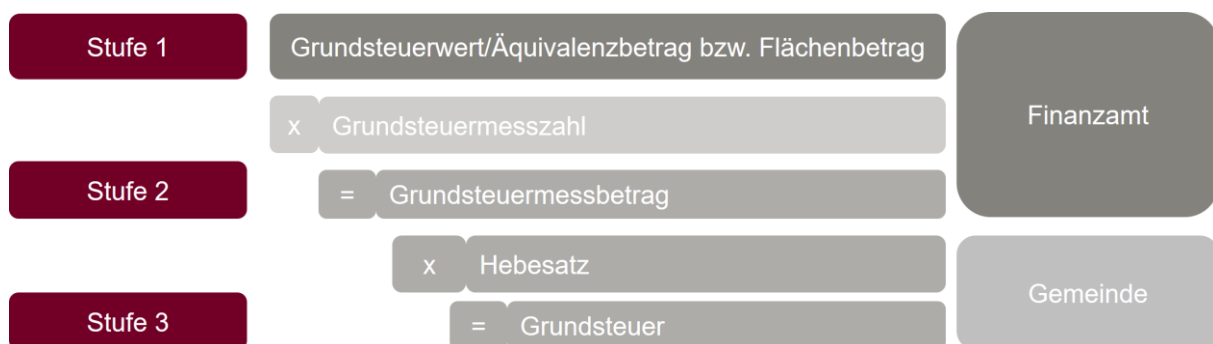 Stufe 1
Grundsteuerwert/Äquivalenzbetrag bzw. Flächenbetrag
Finanzamt
x Grundsteuermesszahl
Stufe 2
= Grundsteuermessbetrag
x Hebesatz
Gemeinde
Stufe 3
= Grundsteuer